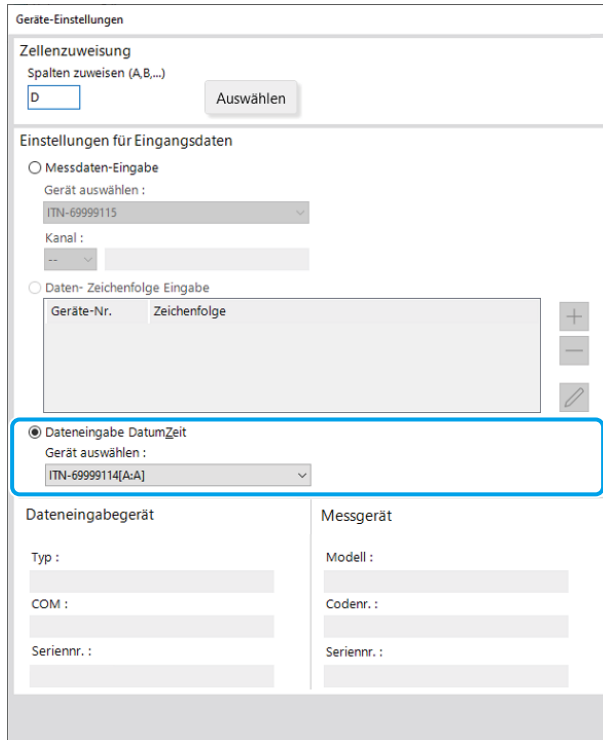 Geräte-Einstellungen
Zellenzuweisung
Spalten zuweisen (A,B,...)
D
Auswählen
Einstellungen für Eingangsdaten
Messdaten-Eingabe
Gerät auswählen :
ITN-69999115
Kanal :
--
Daten- Zeichenfolge Eingabe
Geräte-Nr. Zeichenfolge
Dateneingabe DatumZeit
Gerät auswählen :
ITN-69999114[A:A]
Dateneingabegerät
Typ :
COM :
Seriennr. :
Messgerät
Modell :
Codenr. :
Seriennr. :